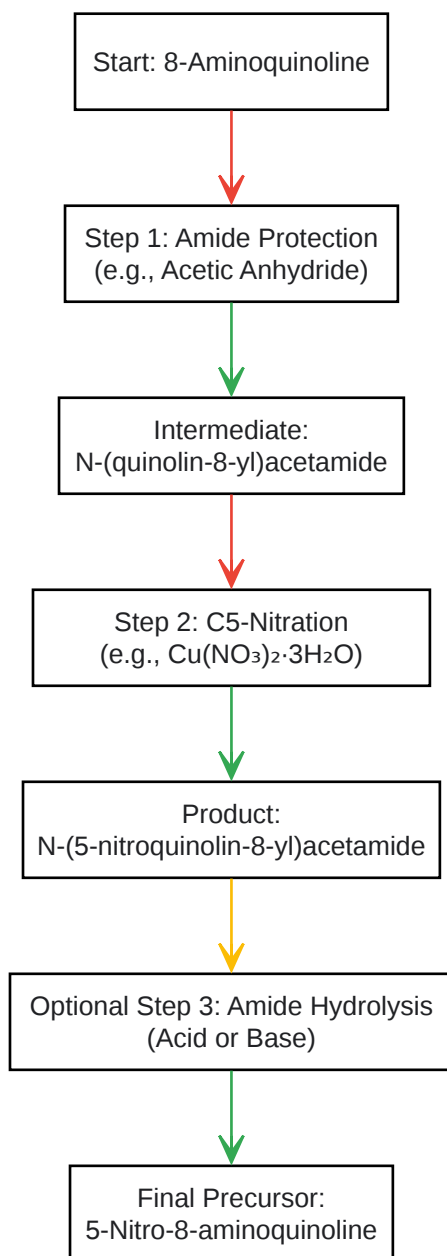 Start: 8-Aminoquinoline
Step 1: Amide Protection
(e.g., Acetic Anhydride)
Intermediate:
N-(quinolin-8-yl)acetamide
Step 2: C5-Nitration
(e.g., Cu(NO₃)₂·3H₂O)
Product:
N-(5-nitroquinolin-8-yl)acetamide
Optional Step 3: Amide Hydrolysis
(Acid or Base)
Final Precursor:
5-Nitro-8-aminoquinoline